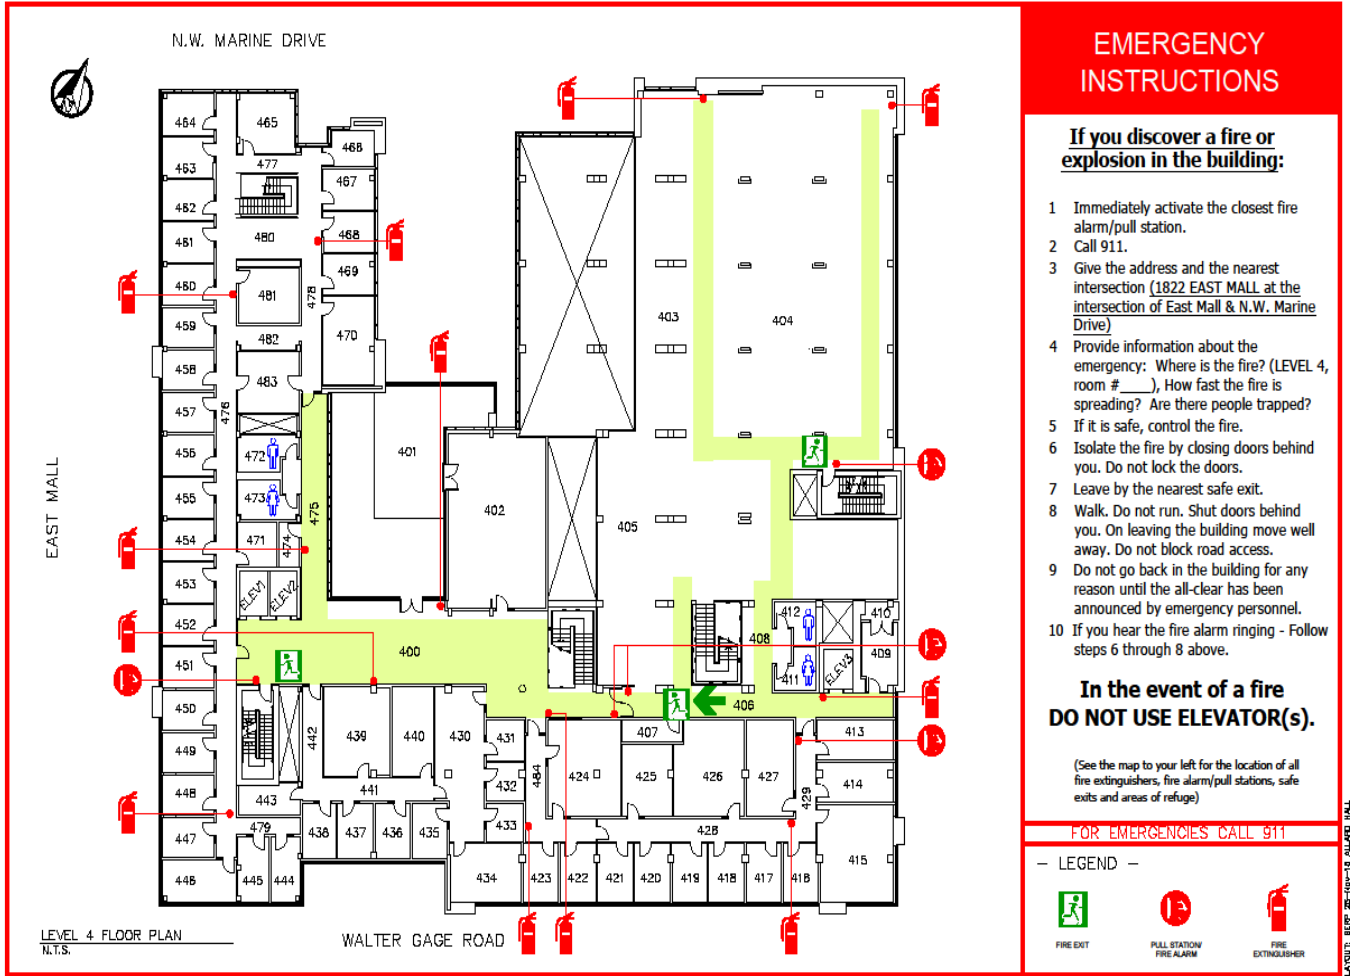 N.W. MARINE DRIVE
N
464
465
466
463
477
467
462
468
461
480
469
460
481
478
459
482
470
458
483
457
476
401
456
472
455
473
475
402
454
471
474
453
ELEV1
ELEV2
452
451
400
450
442
439
440
430
431
449
432
484
448
443
441
433
447
479
438
437
436
435
446
445
444
434
423
422
421
420
419
418
417
416
403
404
405
412
410
408
409
411
ELEV3
406
407
413
424
425
426
427
414
429
428
415
EAST MALL
WALTER GAGE ROAD
LEVEL 4 FLOOR PLAN
N.T.S.
EMERGENCY
INSTRUCTIONS
If you discover a fire or
explosion in the building:
1 Immediately activate the closest fire
alarm/pull station.
2 Call 911.
3 Give the address and the nearest
intersection (1822 EAST MALL at the
intersection of East Mall & N.W. Marine
Drive)
4 Provide information about the
emergency: Where is the fire? (LEVEL 4,
room #____), How fast the fire is
spreading? Are there people trapped?
5 If it is safe, control the fire.
6 Isolate the fire by closing doors behind
you. Do not lock the doors.
7 Leave by the nearest safe exit.
8 Walk. Do not run. Shut doors behind
you. On leaving the building move well
away. Do not block road access.
9 Do not go back in the building for any
reason until the all-clear has been
announced by emergency personnel.
10 If you hear the fire alarm ringing - Follow
steps 6 through 8 above.
In the event of a fire
DO NOT USE ELEVATOR(s).
(See the map to your left for the location of all
fire extinguishers, fire alarm/pull stations, safe
exits and areas of refuge)
FOR EMERGENCIES CALL 911
— LEGEND —
FIRE EXIT
PULL STATION/
FIRE ALARM
FIRE
EXTINGUISHER
LAYOUT: BERP ALLARD HALL